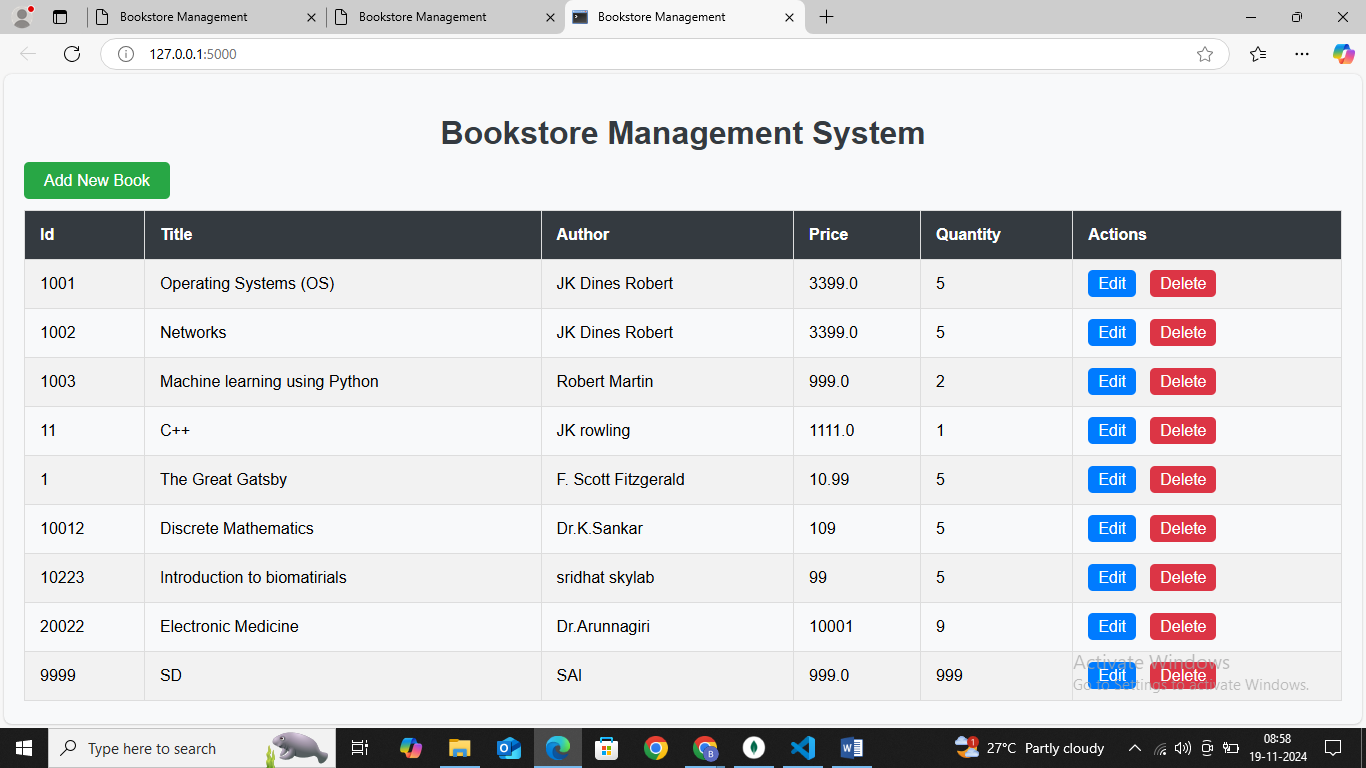 Bookstore Management Bookstore Management Bookstore Management
127.0.0.1:5000
Bookstore Management System
Add New Book
Id Title Author Price Quantity Actions
1001 Operating Systems (OS) JK Dines Robert 3399.0 5 Edit Delete
1002 Networks JK Dines Robert 3399.0 5 Edit Delete
1003 Machine learning using Python Robert Martin 999.0 2 Edit Delete
11 C++ JK rowling 1111.0 1 Edit Delete
1 The Great Gatsby F. Scott Fitzgerald 10.99 5 Edit Delete
10012 Discrete Mathematics Dr.K.Sankar 109 5 Edit Delete
10223 Introduction to biomatirials sridhat skylab 99 5 Edit Delete
20022 Electronic Medicine Dr.Arunnagiri 10001 9 Edit Delete
9999 SD SAI 999.0 999 Edit Delete
Activate Windows
Go to Settings to activate Windows.
Type here to search 1 27°C Partly cloudy 08:58
19-11-2024